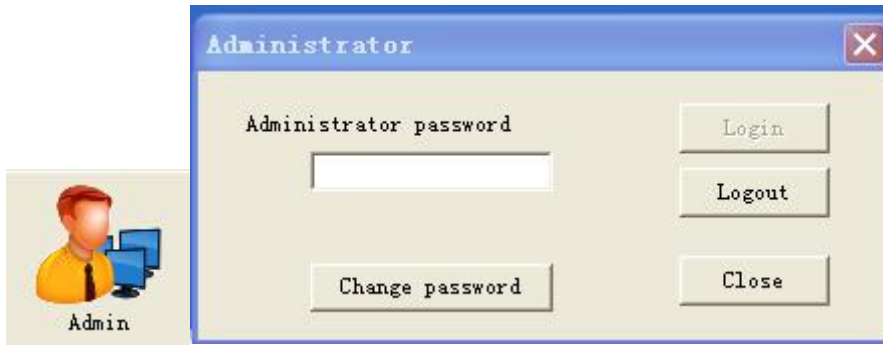 Administrator
Administrator password
Login
Logout
Change password
Close
Admin